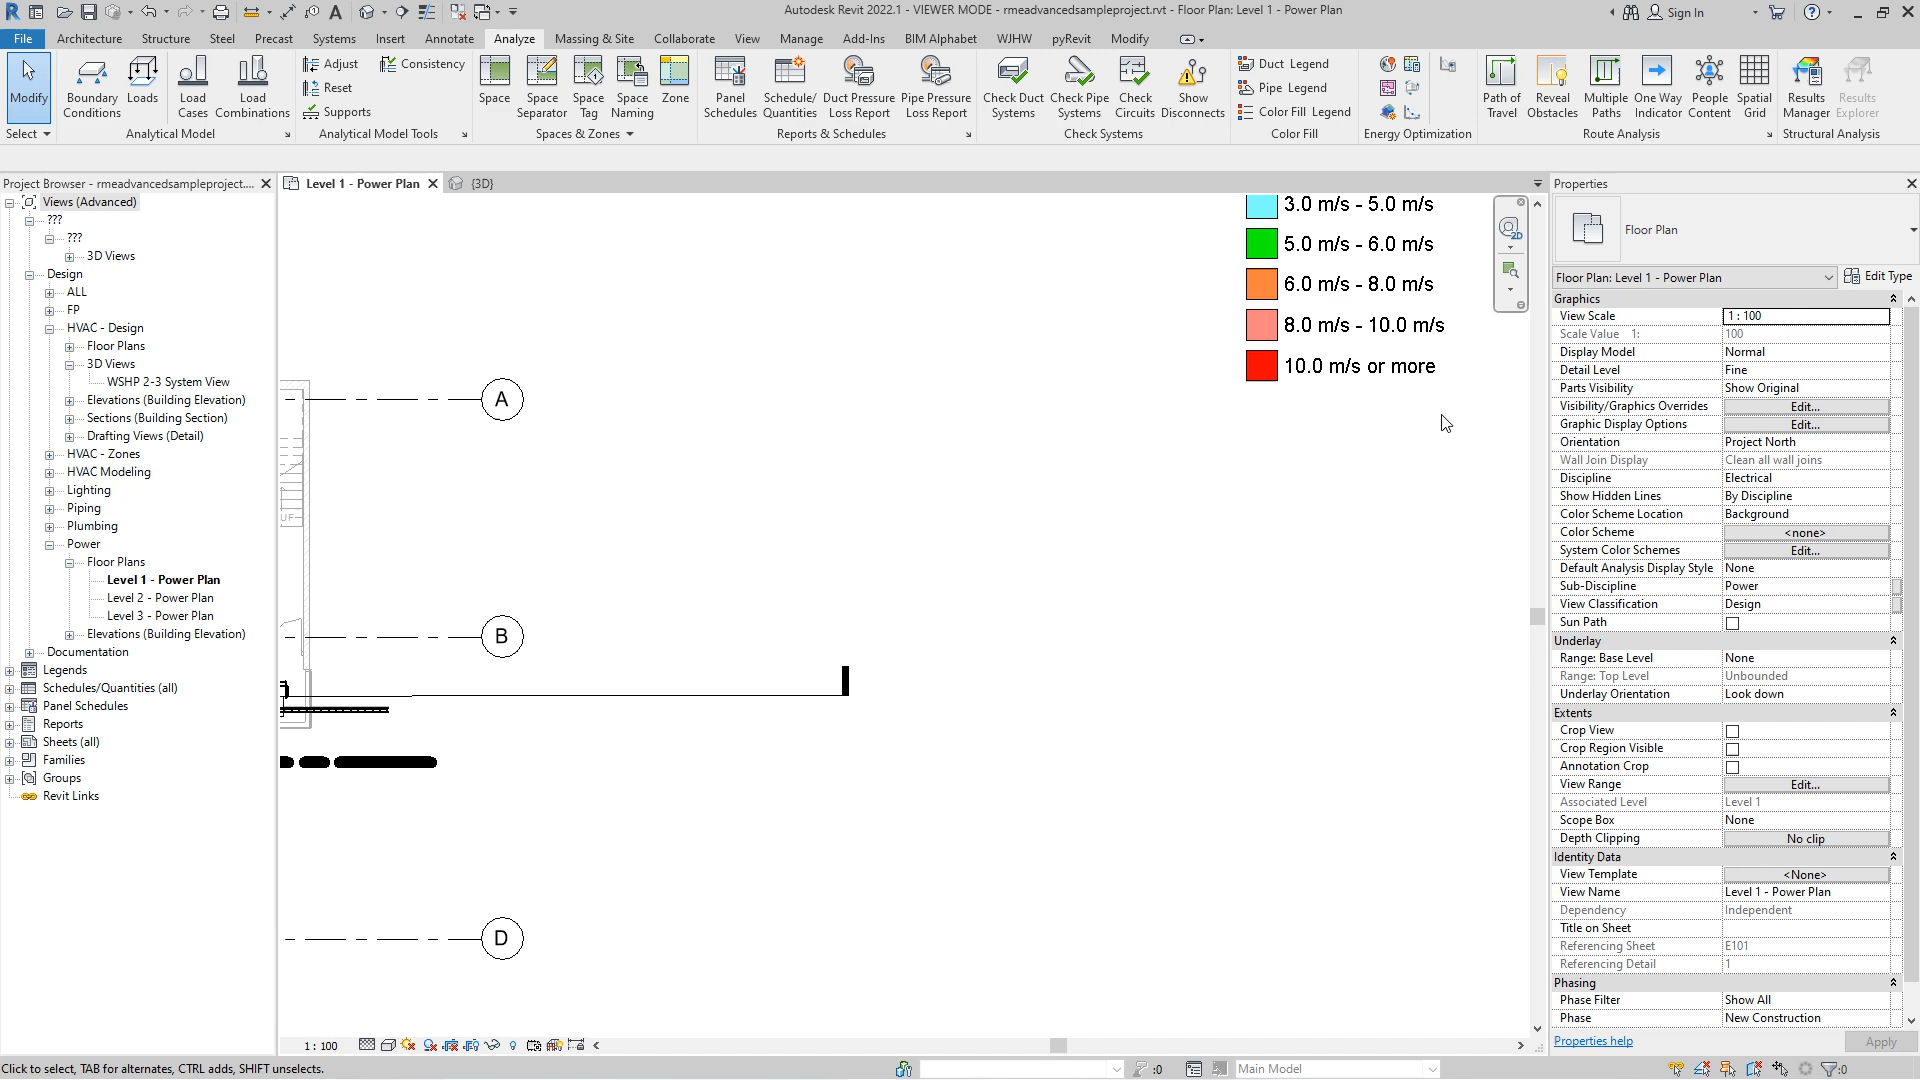 Autodesk Revit 2022.1 - VIEWER MODE - rmeadvancedsampleproject.rvt - Floor Plan: Level 1 - Power Plan
Sign In
File Architecture Structure Steel Precast Systems Insert Annotate Analyze Massing & Site Collaborate View Manage Add-Ins BIM Alphabet WJHW pyRevit Modify
Modify
Select
Boundary Conditions
Loads
Load Cases
Load Combinations
Analytical Model
Adjust
Reset
Supports
Consistency
Analytical Model Tools
Space
Space Separator
Space Tag
Space Naming
Zone
Spaces & Zones
Panel Schedules
Schedule/ Quantities
Duct Pressure Loss Report
Pipe Pressure Loss Report
Reports & Schedules
Check Duct Systems
Check Pipe Systems
Check Circuits
Show Disconnects
Check Systems
Duct Legend
Pipe Legend
Color Fill Legend
Color Fill
Energy Optimization
Path of Travel
Reveal Obstacles
Multiple Paths
One Way Indicator
People Content
Spatial Grid
Route Analysis
Results Manager
Results Explorer
Structural Analysis
Project Browser - rmeadvancedsampleproject....
Views (Advanced)
???
???
3D Views
Design
ALL
FP
HVAC - Design
Floor Plans
3D Views
WSHP 2-3 System View
Elevations (Building Elevation)
Sections (Building Section)
Drafting Views (Detail)
HVAC - Zones
HVAC Modeling
Lighting
Piping
Plumbing
Power
Floor Plans
Level 1 - Power Plan
Level 2 - Power Plan
Level 3 - Power Plan
Elevations (Building Elevation)
Documentation
Legends
Schedules/Quantities (all)
Panel Schedules
Reports
Sheets (all)
Families
Groups
Revit Links
Level 1 - Power Plan
{3D}
3.0 m/s - 5.0 m/s
5.0 m/s - 6.0 m/s
6.0 m/s - 8.0 m/s
8.0 m/s - 10.0 m/s
10.0 m/s or more
2D
A
UF
B
D
1 : 100
Properties
Floor Plan
Floor Plan: Level 1 - Power Plan
Edit Type
Graphics
View Scale 1 : 100
Scale Value 1: 100
Display Model Normal
Detail Level Fine
Parts Visibility Show Original
Visibility/Graphics Overrides Edit...
Graphic Display Options Edit...
Orientation Project North
Wall Join Display Clean all wall joins
Discipline Electrical
Show Hidden Lines By Discipline
Color Scheme Location Background
Color Scheme <none>
System Color Schemes Edit...
Default Analysis Display Style None
Sub-Discipline Power
View Classification Design
Sun Path
Underlay
Range: Base Level None
Range: Top Level Unbounded
Underlay Orientation Look down
Extents
Crop View
Crop Region Visible
Annotation Crop
View Range Edit...
Associated Level Level 1
Scope Box None
Depth Clipping No clip
Identity Data
View Template <None>
View Name Level 1 - Power Plan
Dependency Independent
Title on Sheet
Referencing Sheet E101
Referencing Detail 1
Phasing
Phase Filter Show All
Phase New Construction
Properties help
Apply
Click to select, TAB for alternates, CTRL adds, SHIFT unselects.
:0
Main Model
:0